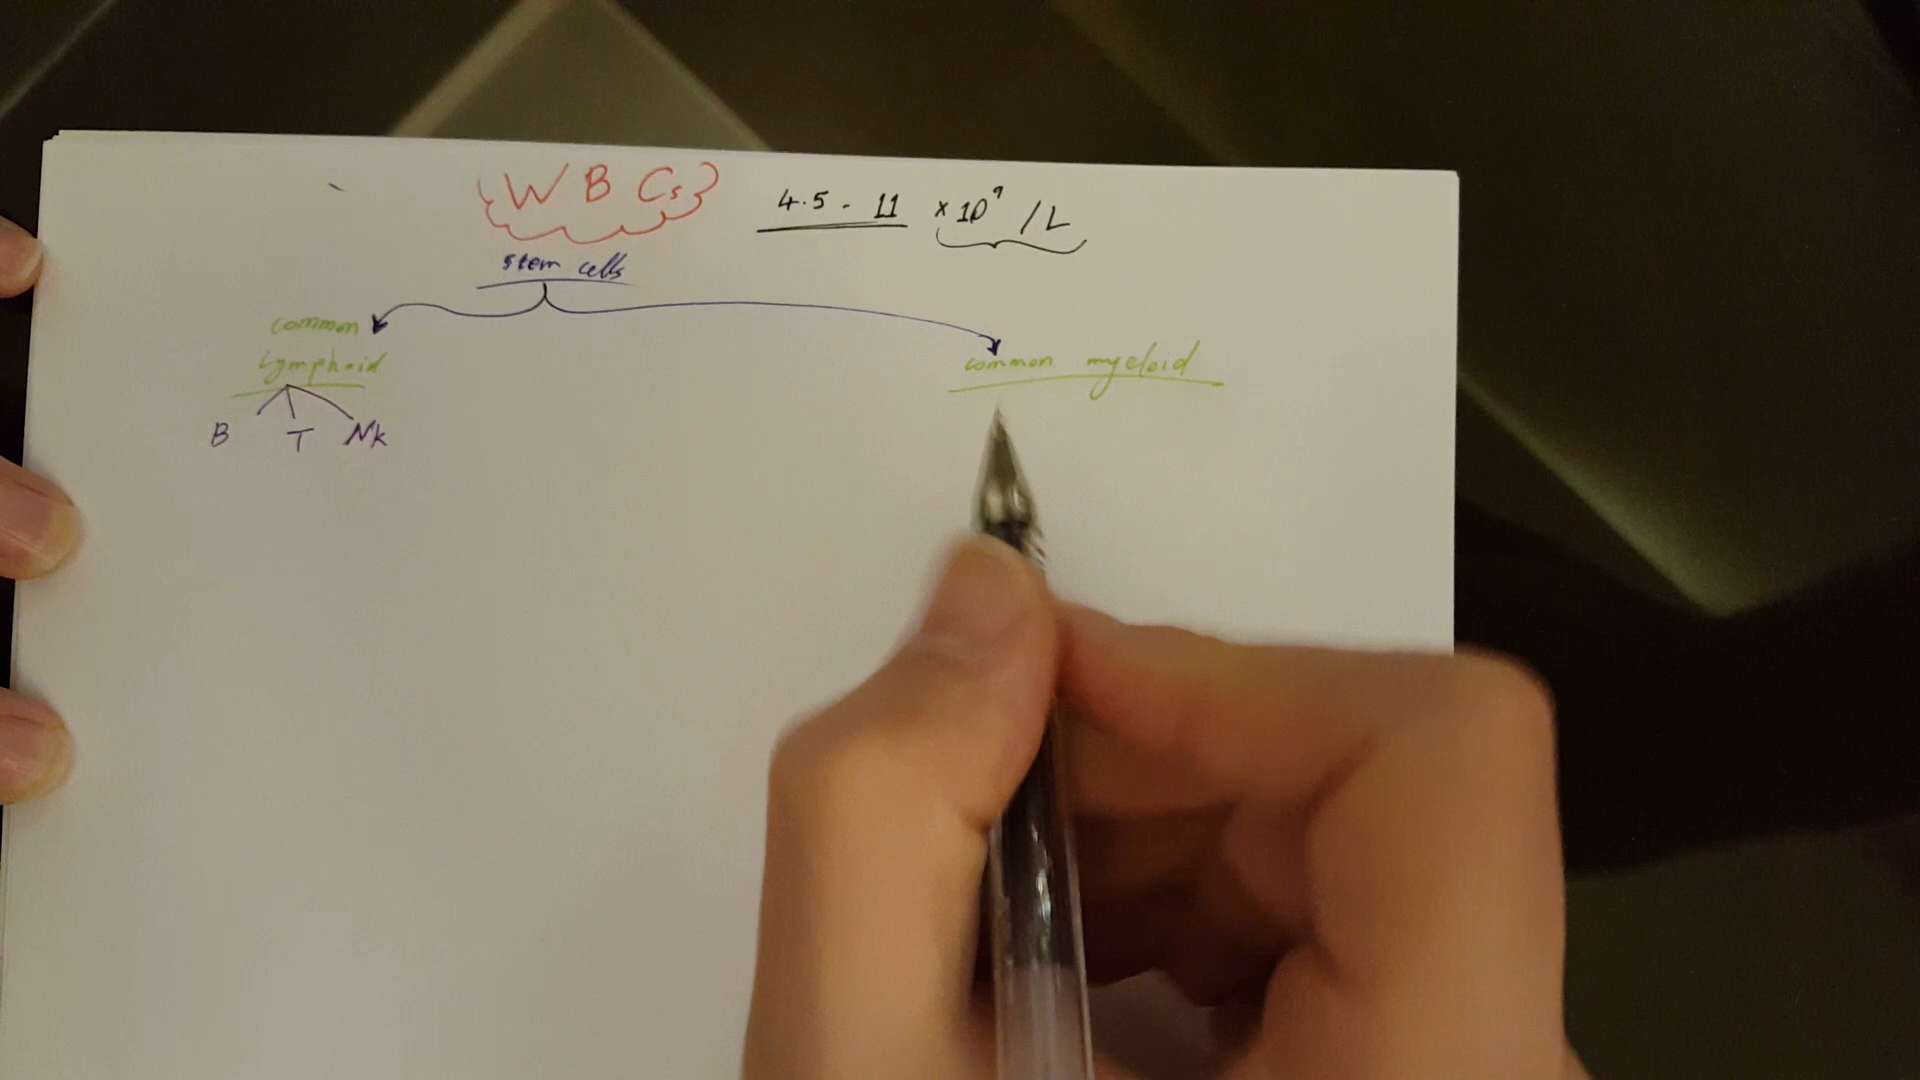 WBCs 4.5 - 11 x 10⁹ / L
stem cells
common
lymphoid
common myeloid
B T Nk